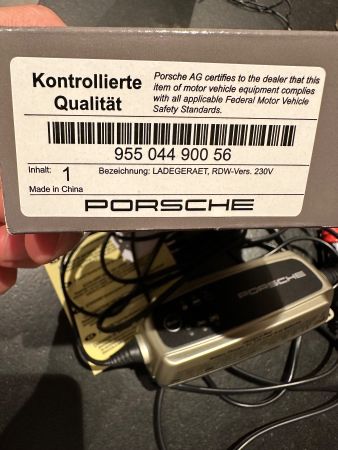 Kontrollierte
Qualität
Porsche AG certifies to the dealer that this
item of motor vehicle equipment complies
with all applicable Federal Motor Vehicle
Safety Standards.
955 044 900 56
Inhalt: 1
Bezeichnung: LADEGERAET, RDW-Vers. 230V
Made in China
PORSCHE
PORSCHE